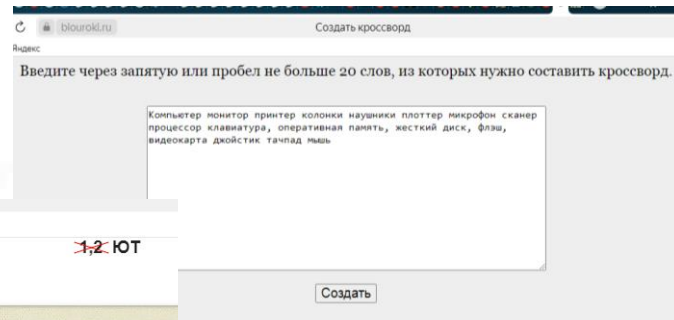 biouroki.ru
Создать кроссворд
Яндекс
Введите через запятую или пробел не больше 20 слов, из которых нужно составить кроссворд.
Компьютер монитор принтер колонки наушники плоттер микрофон сканер
процессор клавиатура, оперативная память, жесткий диск, флэш,
видеокарта джойстик тачпад мышь
1,2 ЮТ
Создать